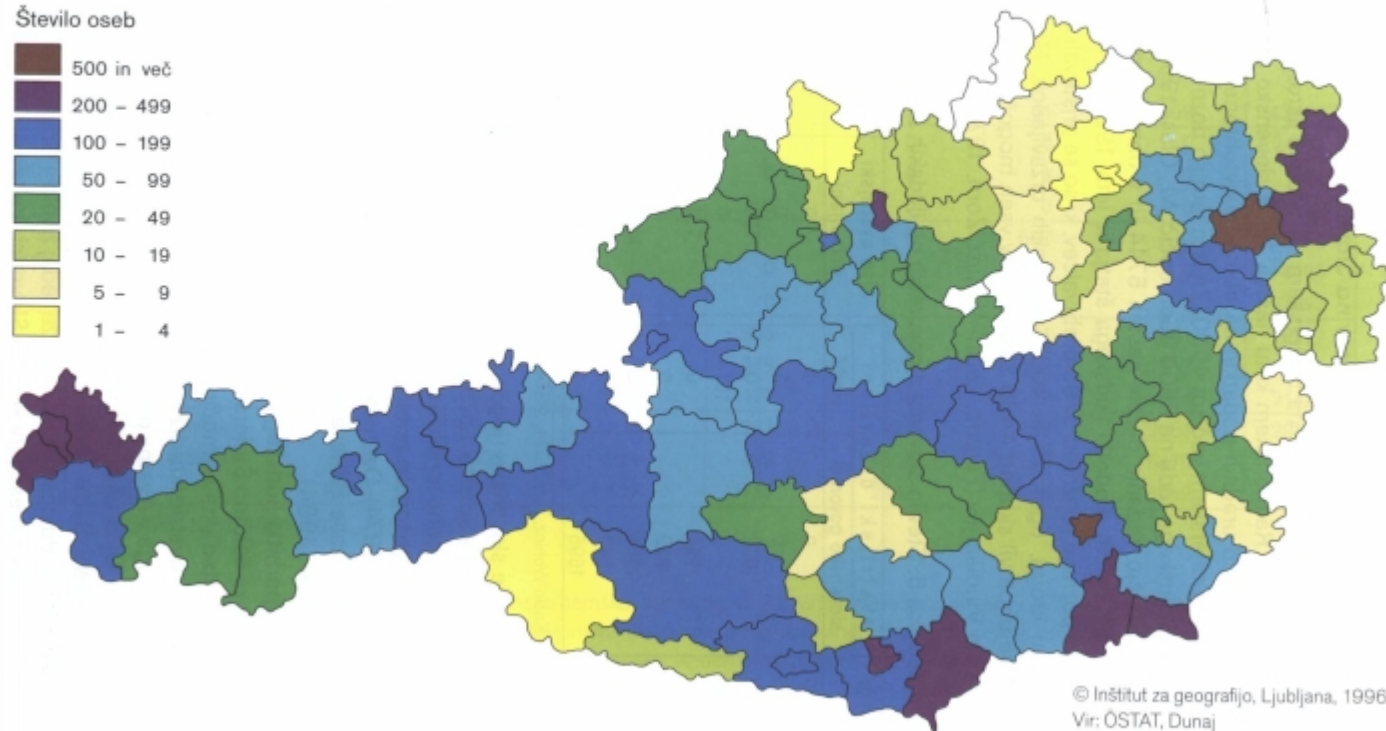 Število oseb
500 in več
200 – 499
100 – 199
50 – 99
20 – 49
10 – 19
5 – 9
1 – 4
© Inštitut za geografijo, Ljubljana, 1996
Vir: ÖSTAT, Dunaj